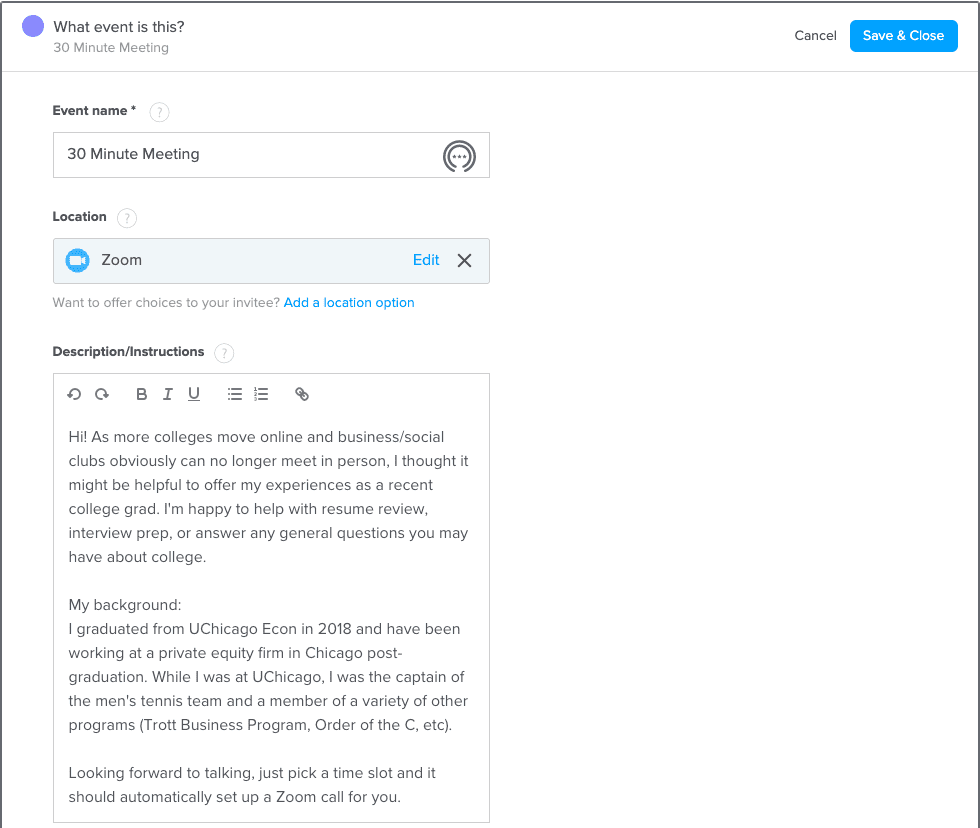 What event is this?
30 Minute Meeting
Cancel
Save & Close
Event name *
?
30 Minute Meeting
Location
?
Zoom
Edit
Want to offer choices to your invitee? Add a location option
Description/Instructions
?
B I U
Hi! As more colleges move online and business/social
clubs obviously can no longer meet in person, I thought it
might be helpful to offer my experiences as a recent
college grad. I'm happy to help with resume review,
interview prep, or answer any general questions you may
have about college.
My background:
I graduated from UChicago Econ in 2018 and have been
working at a private equity firm in Chicago post-
graduation. While I was at UChicago, I was the captain of
the men's tennis team and a member of a variety of other
programs (Trott Business Program, Order of the C, etc).
Looking forward to talking, just pick a time slot and it
should automatically set up a Zoom call for you.